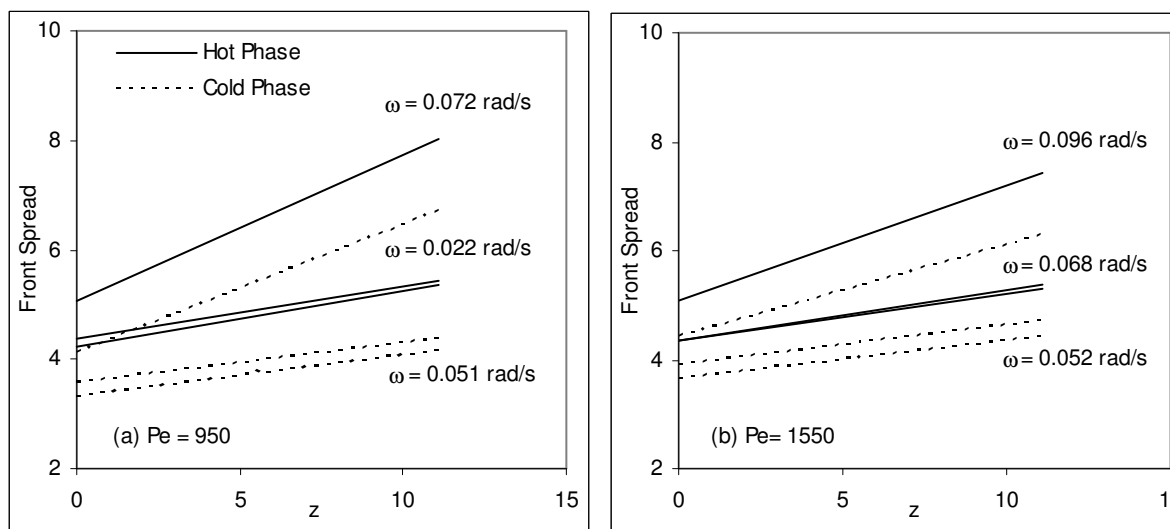 10
8
6
4
2
Front Spread
Hot Phase
Cold Phase
ω = 0.072 rad/s
ω = 0.022 rad/s
ω = 0.051 rad/s
(a) Pe = 950
0 5 10 15
z
10
8
6
4
2
Front Spread
ω = 0.096 rad/s
ω = 0.068 rad/s
ω = 0.052 rad/s
(b) Pe= 1550
0 5 10 1
z